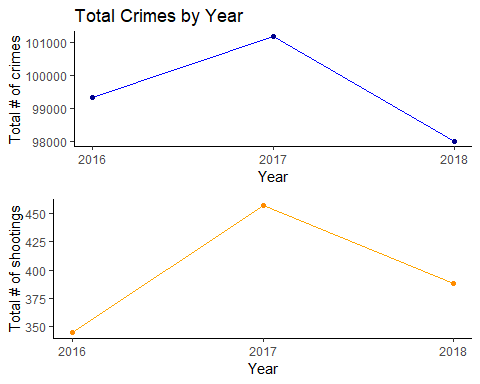 Total Crimes by Year
Total # of crimes
101000
100000
99000
98000
2016 2017 2018
Year
Total # of shootings
450
425
400
375
350
2016 2017 2018
Year